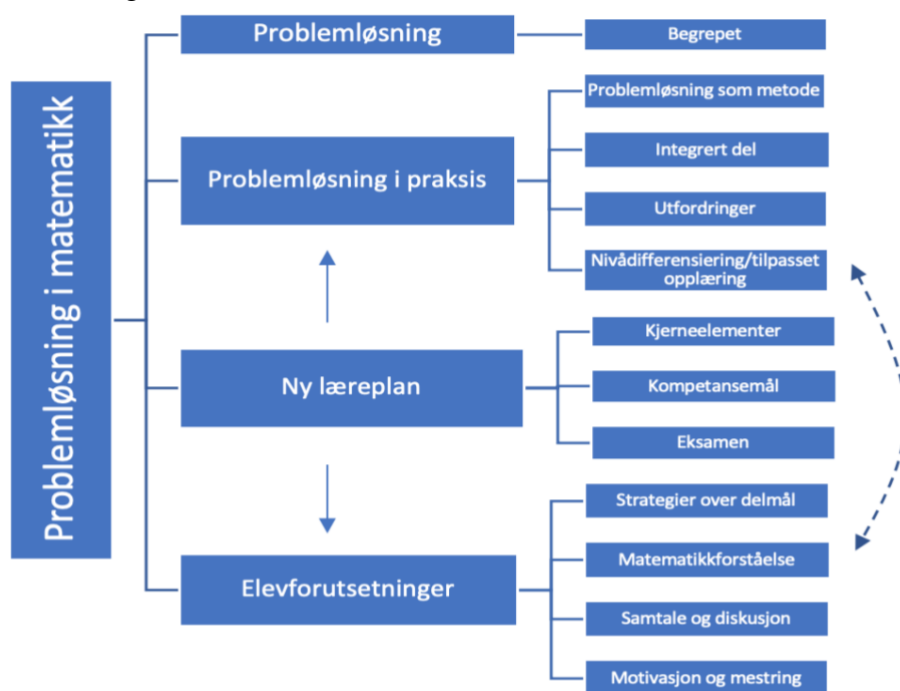 Problemløsning i matematikk
Problemløsning
Begrepet
Problemløsning i praksis
Problemløsning som metode
Integrert del
Utfordringer
Nivådifferensiering/tilpasset
opplæring
Ny læreplan
Kjerneelementer
Kompetansemål
Eksamen
Elevforutsetninger
Strategier over delmål
Matematikkforståelse
Samtale og diskusjon
Motivasjon og mestring